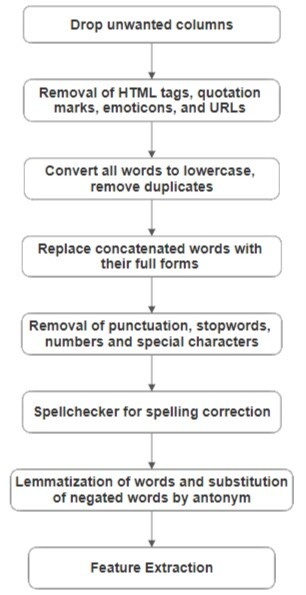 Drop unwanted columns
Removal of HTML tags, quotation
marks, emoticons, and URLs
Convert all words to lowercase,
remove duplicates
Replace concatenated words with
their full forms
Removal of punctuation, stopwords,
numbers and special characters
Spellchecker for spelling correction
Lemmatization of words and substitution
of negated words by antonym
Feature Extraction